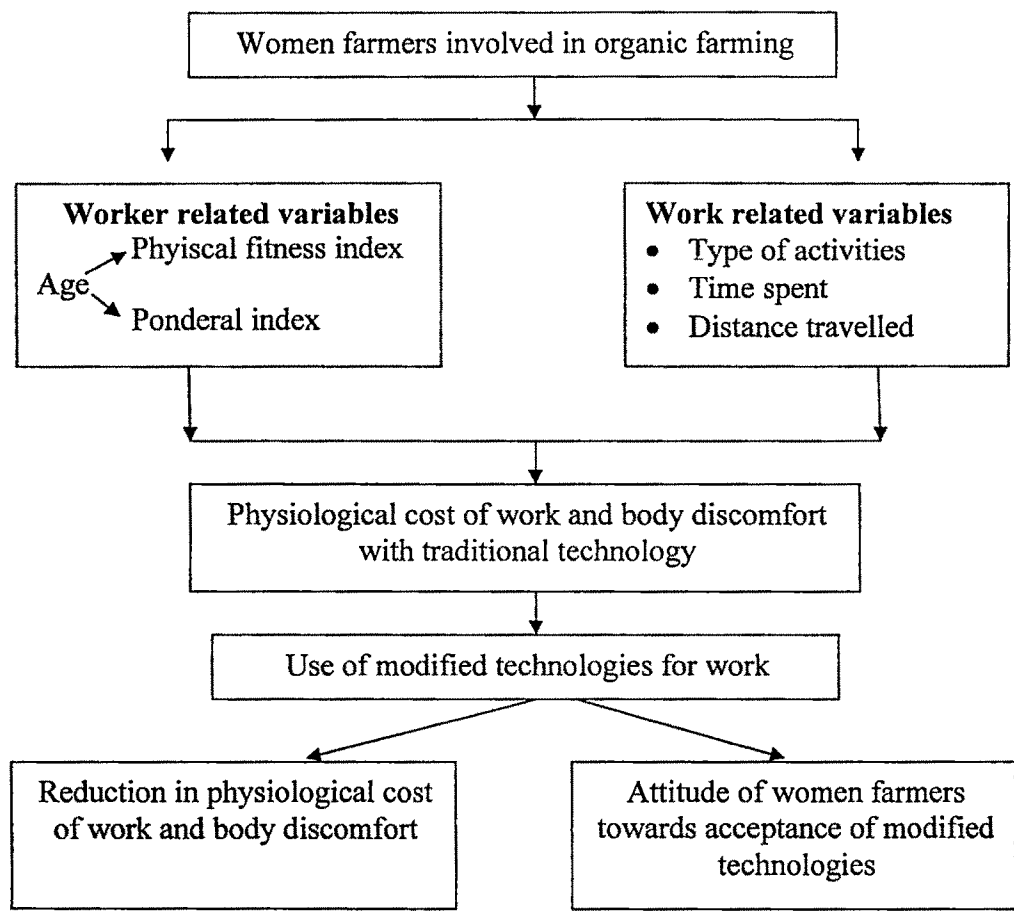 Women farmers involved in organic farming
Worker related variables
Phyiscal fitness index
Age
Ponderal index
Work related variables
• Type of activities
• Time spent
• Distance travelled
Physiological cost of work and body discomfort
with traditional technology
Use of modified technologies for work
Reduction in physiological cost
of work and body discomfort
Attitude of women farmers
towards acceptance of modified
technologies